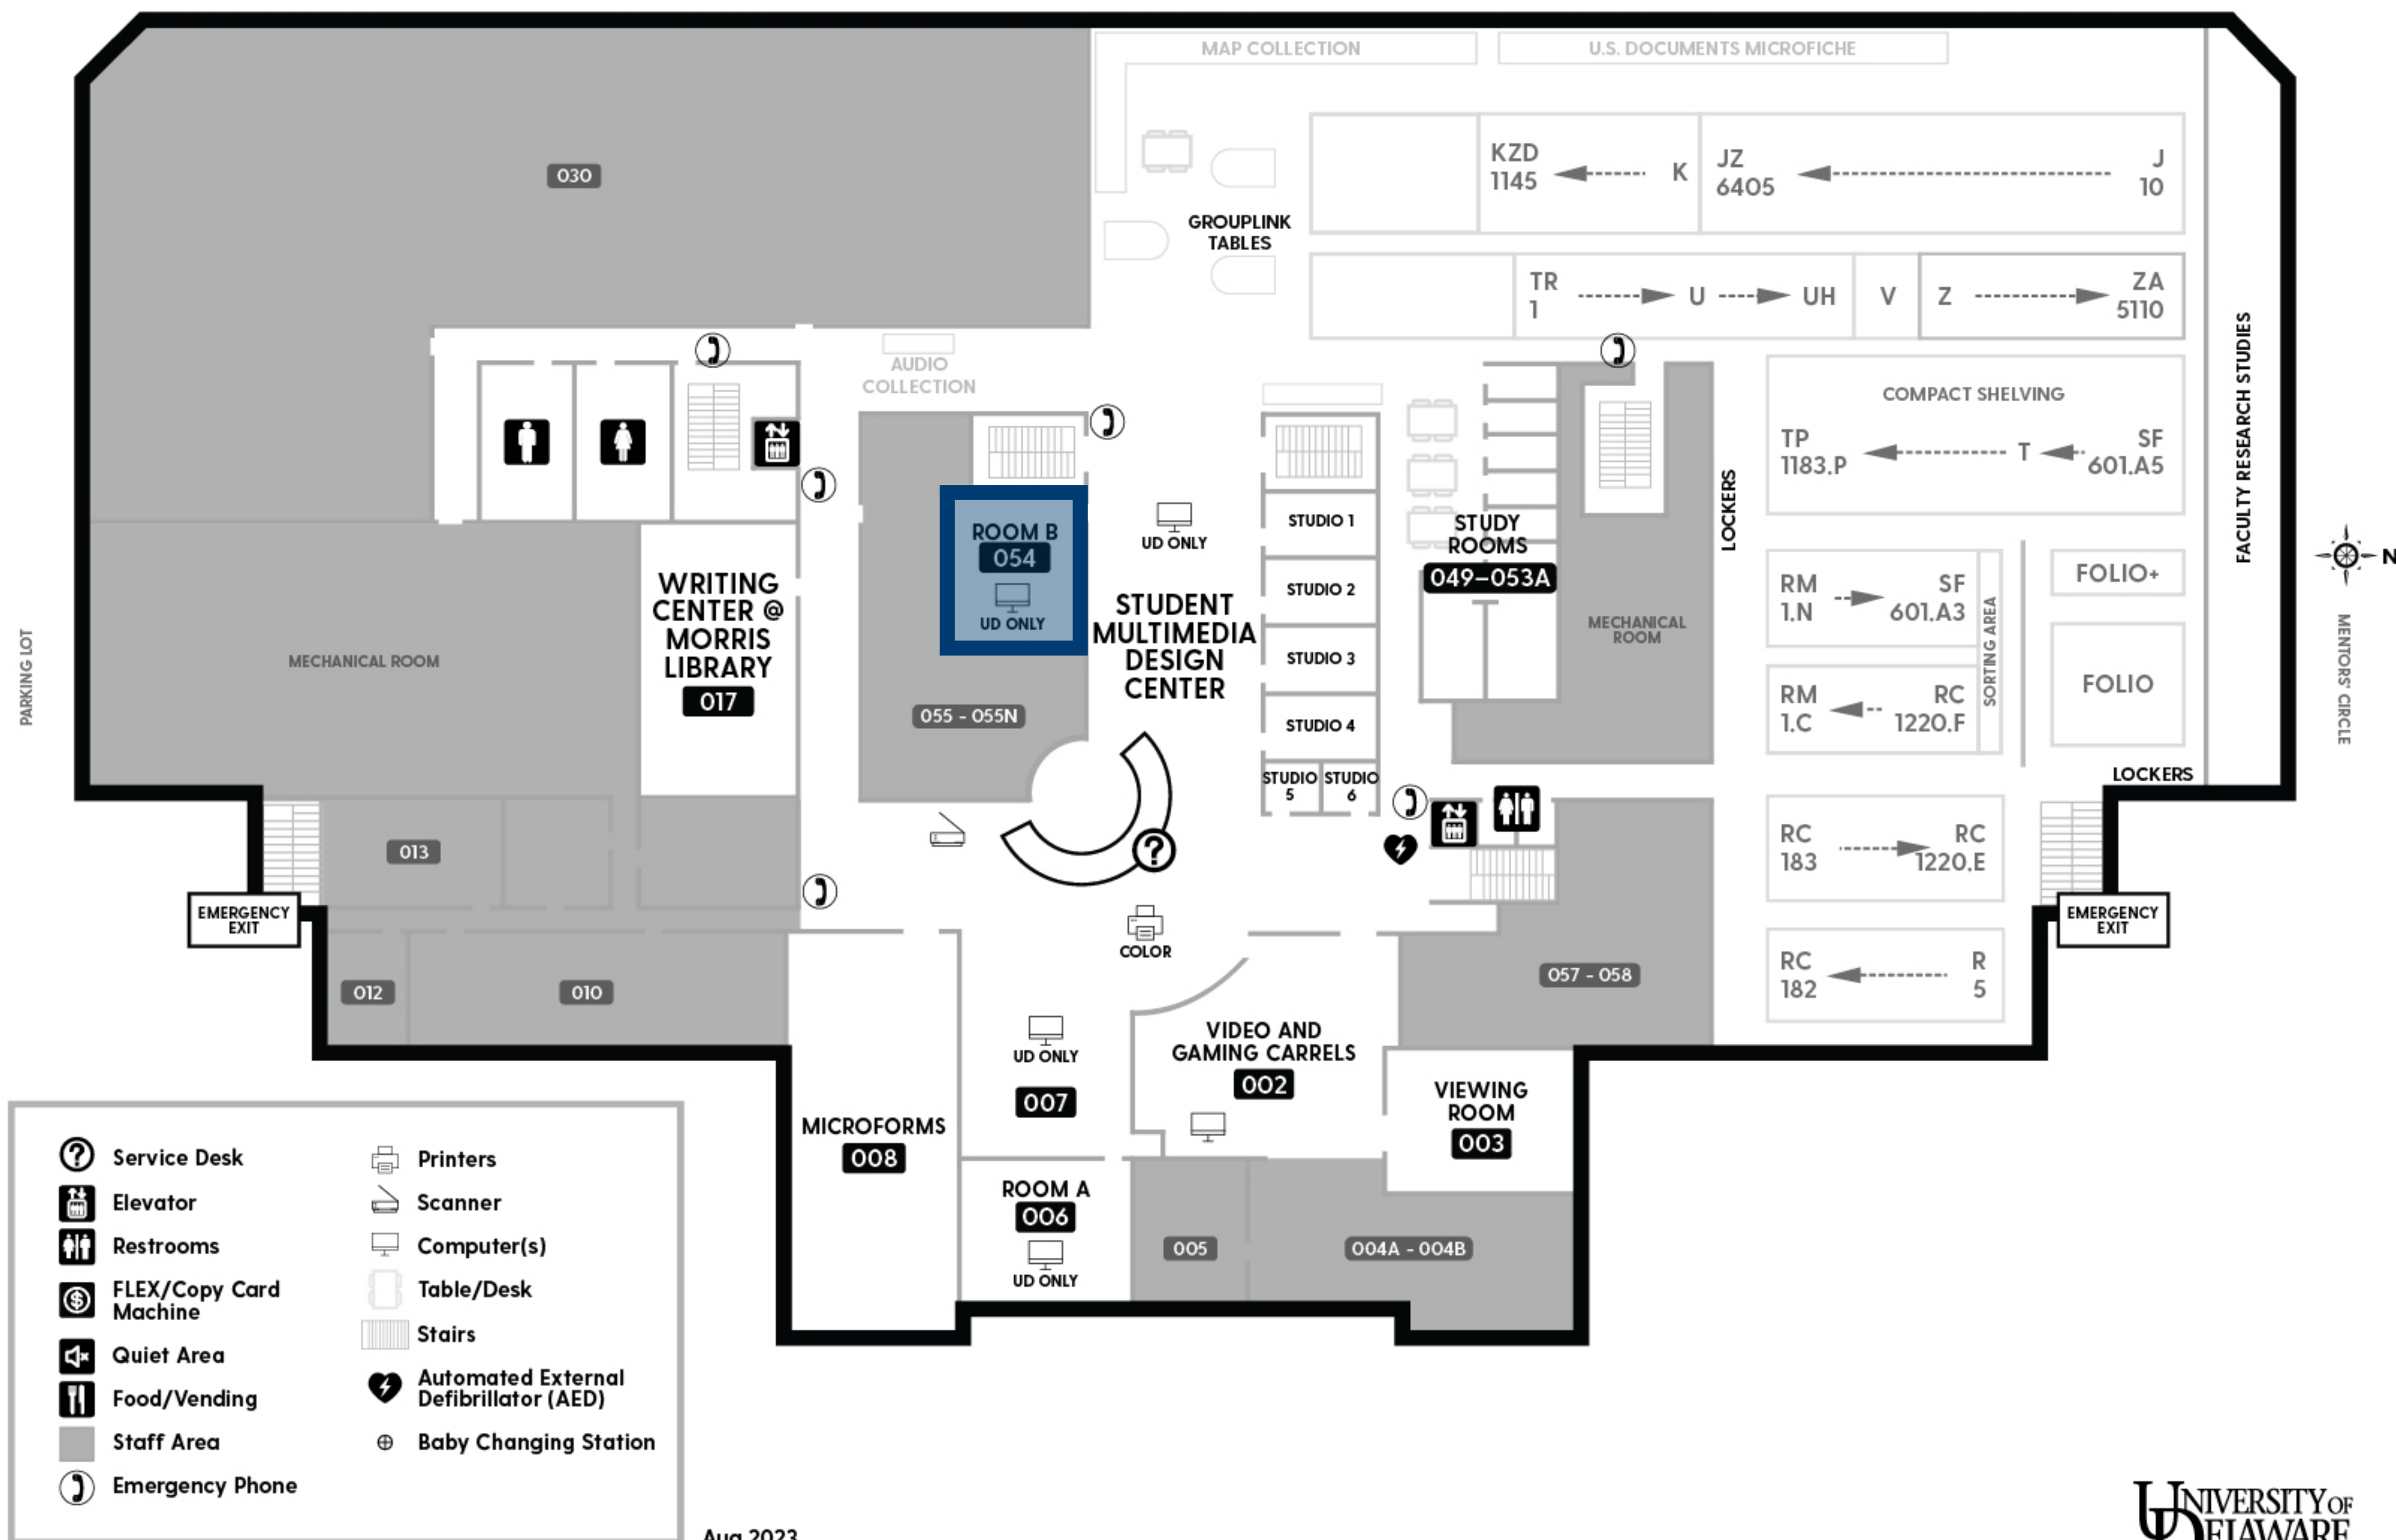 MAP COLLECTION
U.S. DOCUMENTS MICROFICHE
030
KZD
1145
K
JZ
6405
J
10
GROUPLINK
TABLES
TR
1
U
UH
V
Z
ZA
5110
AUDIO
COLLECTION
COMPACT SHELVING
TP
1183.P
T
SF
601.A5
FACULTY RESEARCH STUDIES
LOCKERS
ROOM B
054
UD ONLY
UD ONLY
STUDIO 1
STUDIO 2
STUDIO 3
STUDIO 4
STUDIO
5
STUDIO
6
STUDY
ROOMS
049–053A
MECHANICAL
ROOM
N
WRITING
CENTER @
MORRIS
LIBRARY
017
STUDENT
MULTIMEDIA
DESIGN
CENTER
RM
1.N
SF
601.A3
SORTING AREA
FOLIO+
RM
1.C
RC
1220.F
FOLIO
PARKING LOT
MECHANICAL ROOM
055 - 055N
MENTORS' CIRCLE
LOCKERS
013
RC
183
RC
1220.E
EMERGENCY
EXIT
EMERGENCY
EXIT
COLOR
012
010
057 - 058
RC
182
R
5
UD ONLY
007
VIDEO AND
GAMING CARRELS
002
VIEWING
ROOM
003
MICROFORMS
008
ROOM A
006
UD ONLY
005
004A - 004B
Service Desk
Elevator
Restrooms
FLEX/Copy Card
Machine
Quiet Area
Food/Vending
Staff Area
Emergency Phone
Printers
Scanner
Computer(s)
Table/Desk
Stairs
Automated External
Defibrillator (AED)
Baby Changing Station
Aug 2023
UNIVERSITY OF
DELAWARE